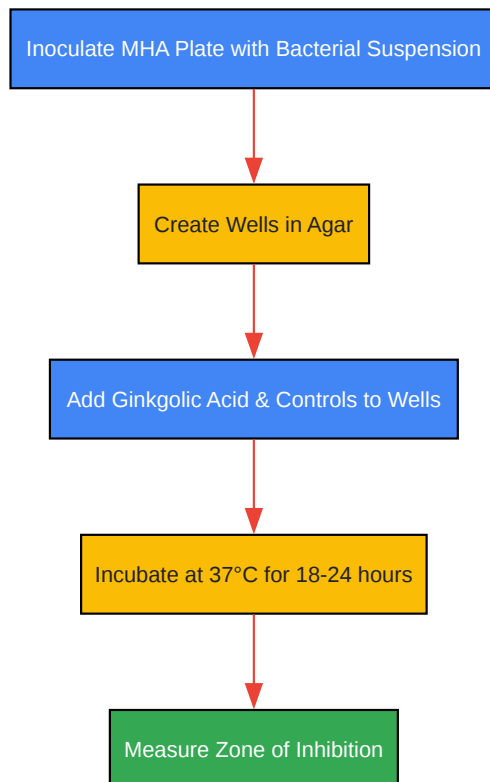 Inoculate MHA Plate with Bacterial Suspension
Create Wells in Agar
Add Ginkgolic Acid & Controls to Wells
Incubate at 37°C for 18-24 hours
Measure Zone of Inhibition